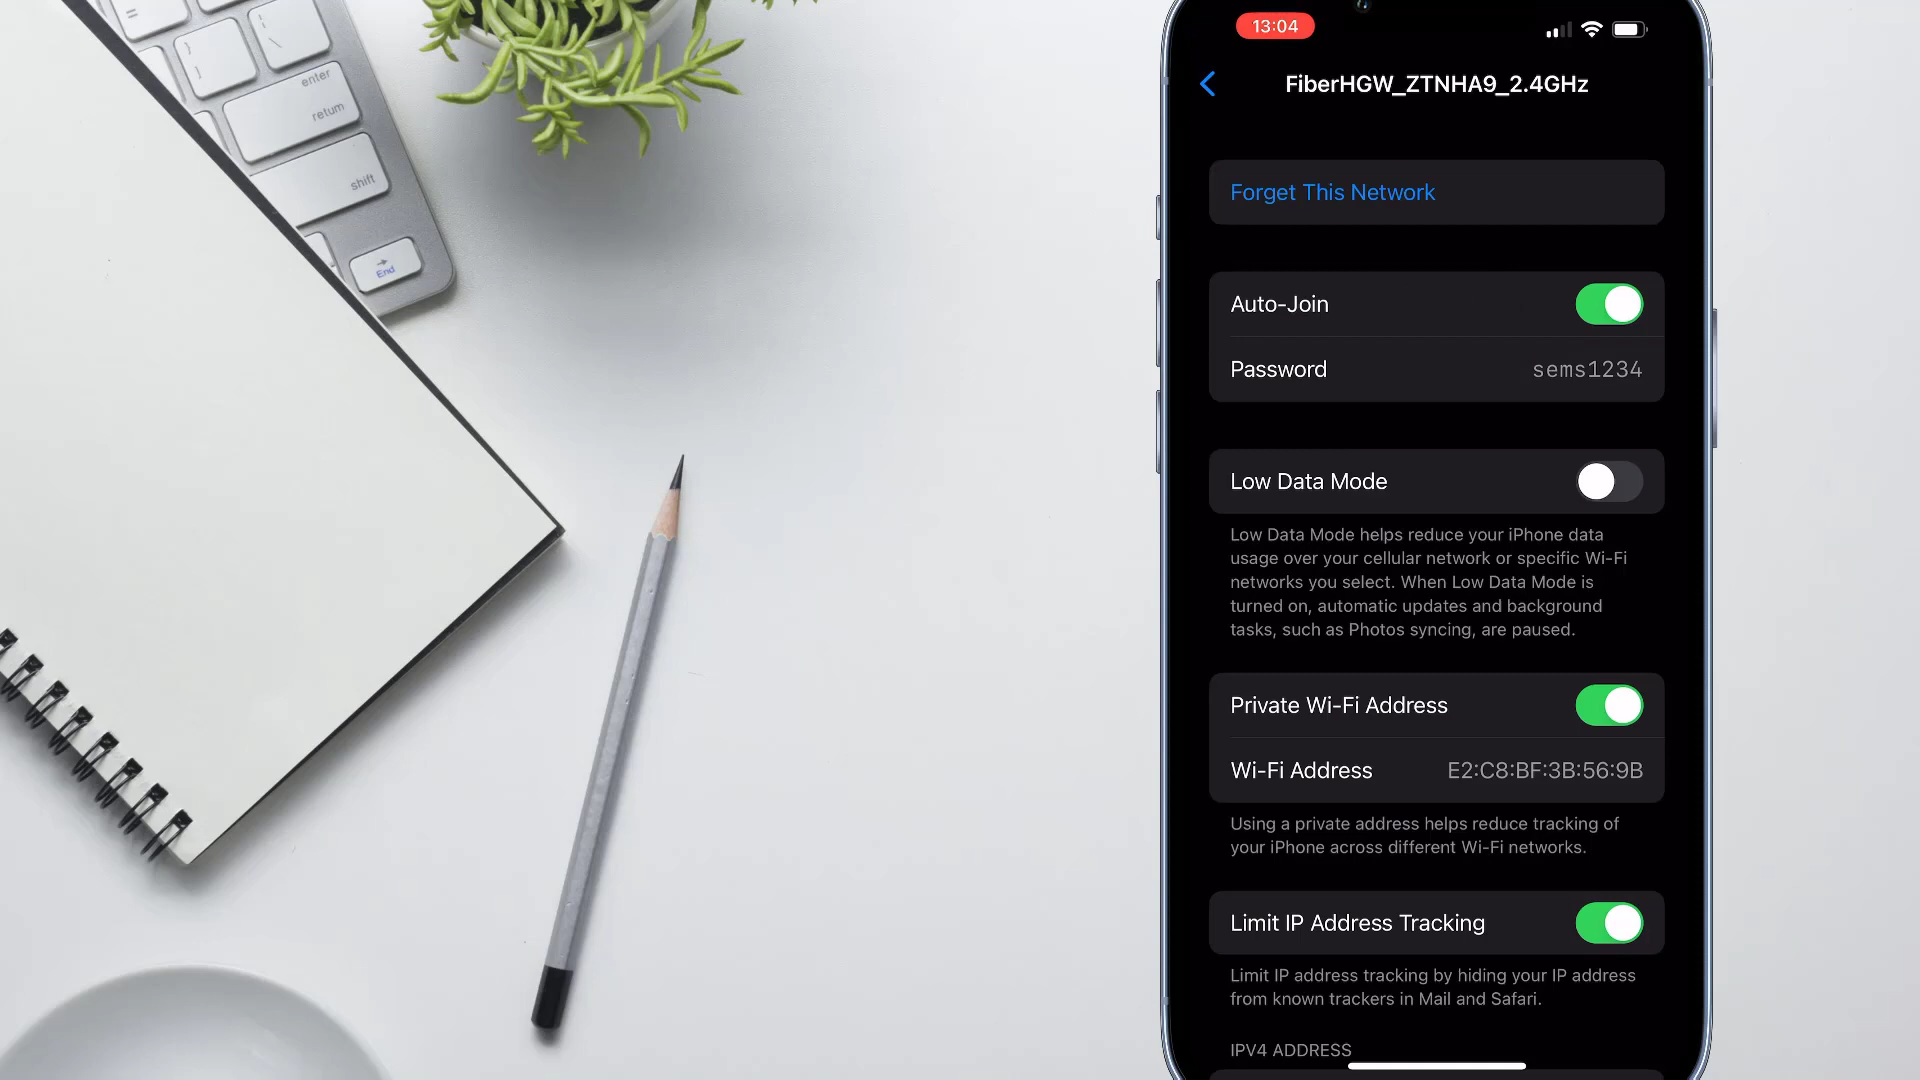 =
}
]
\
enter
return
shift
End
13:04
FiberHGW_ZTNHA9_2.4GHz
Forget This Network
Auto-Join
Password sems1234
Low Data Mode
Low Data Mode helps reduce your iPhone data
usage over your cellular network or specific Wi-Fi
networks you select. When Low Data Mode is
turned on, automatic updates and background
tasks, such as Photos syncing, are paused.
Private Wi-Fi Address
Wi-Fi Address E2:C8:BF:3B:56:9B
Using a private address helps reduce tracking of
your iPhone across different Wi-Fi networks.
Limit IP Address Tracking
Limit IP address tracking by hiding your IP address
from known trackers in Mail and Safari.
IPV4 ADDRESS